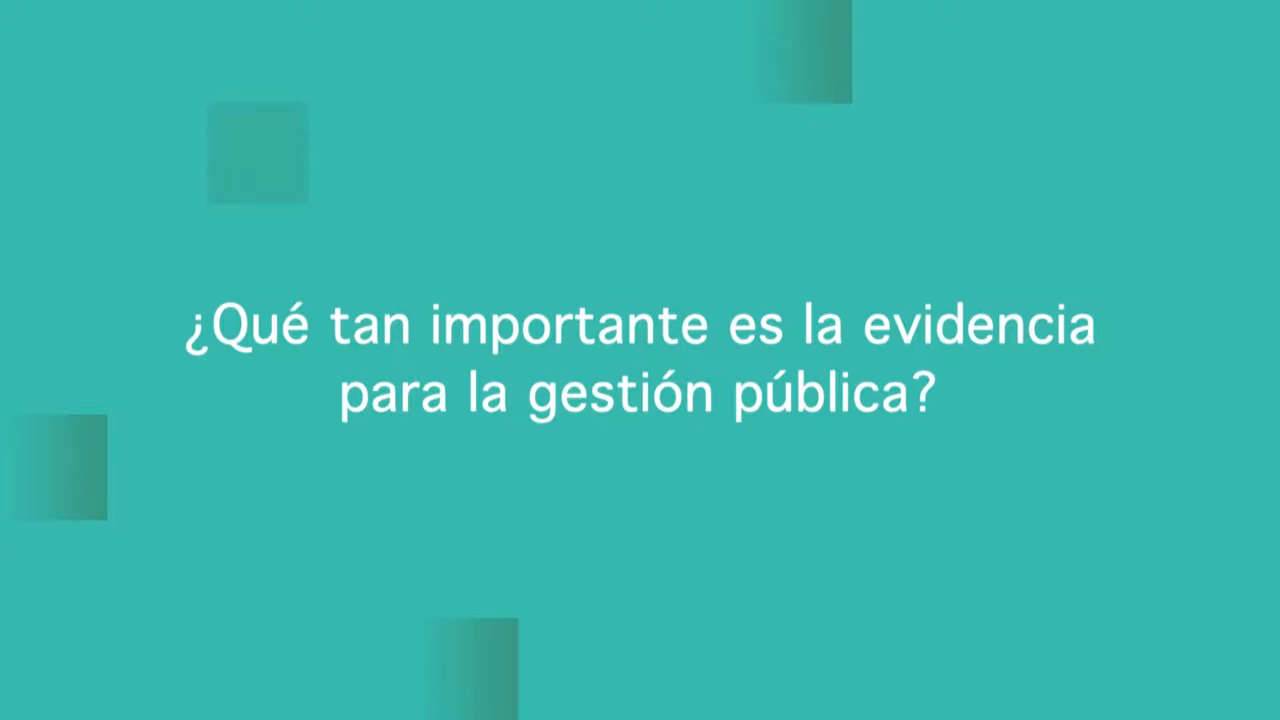 ¿Qué tan importante es la evidencia
para la gestión pública?